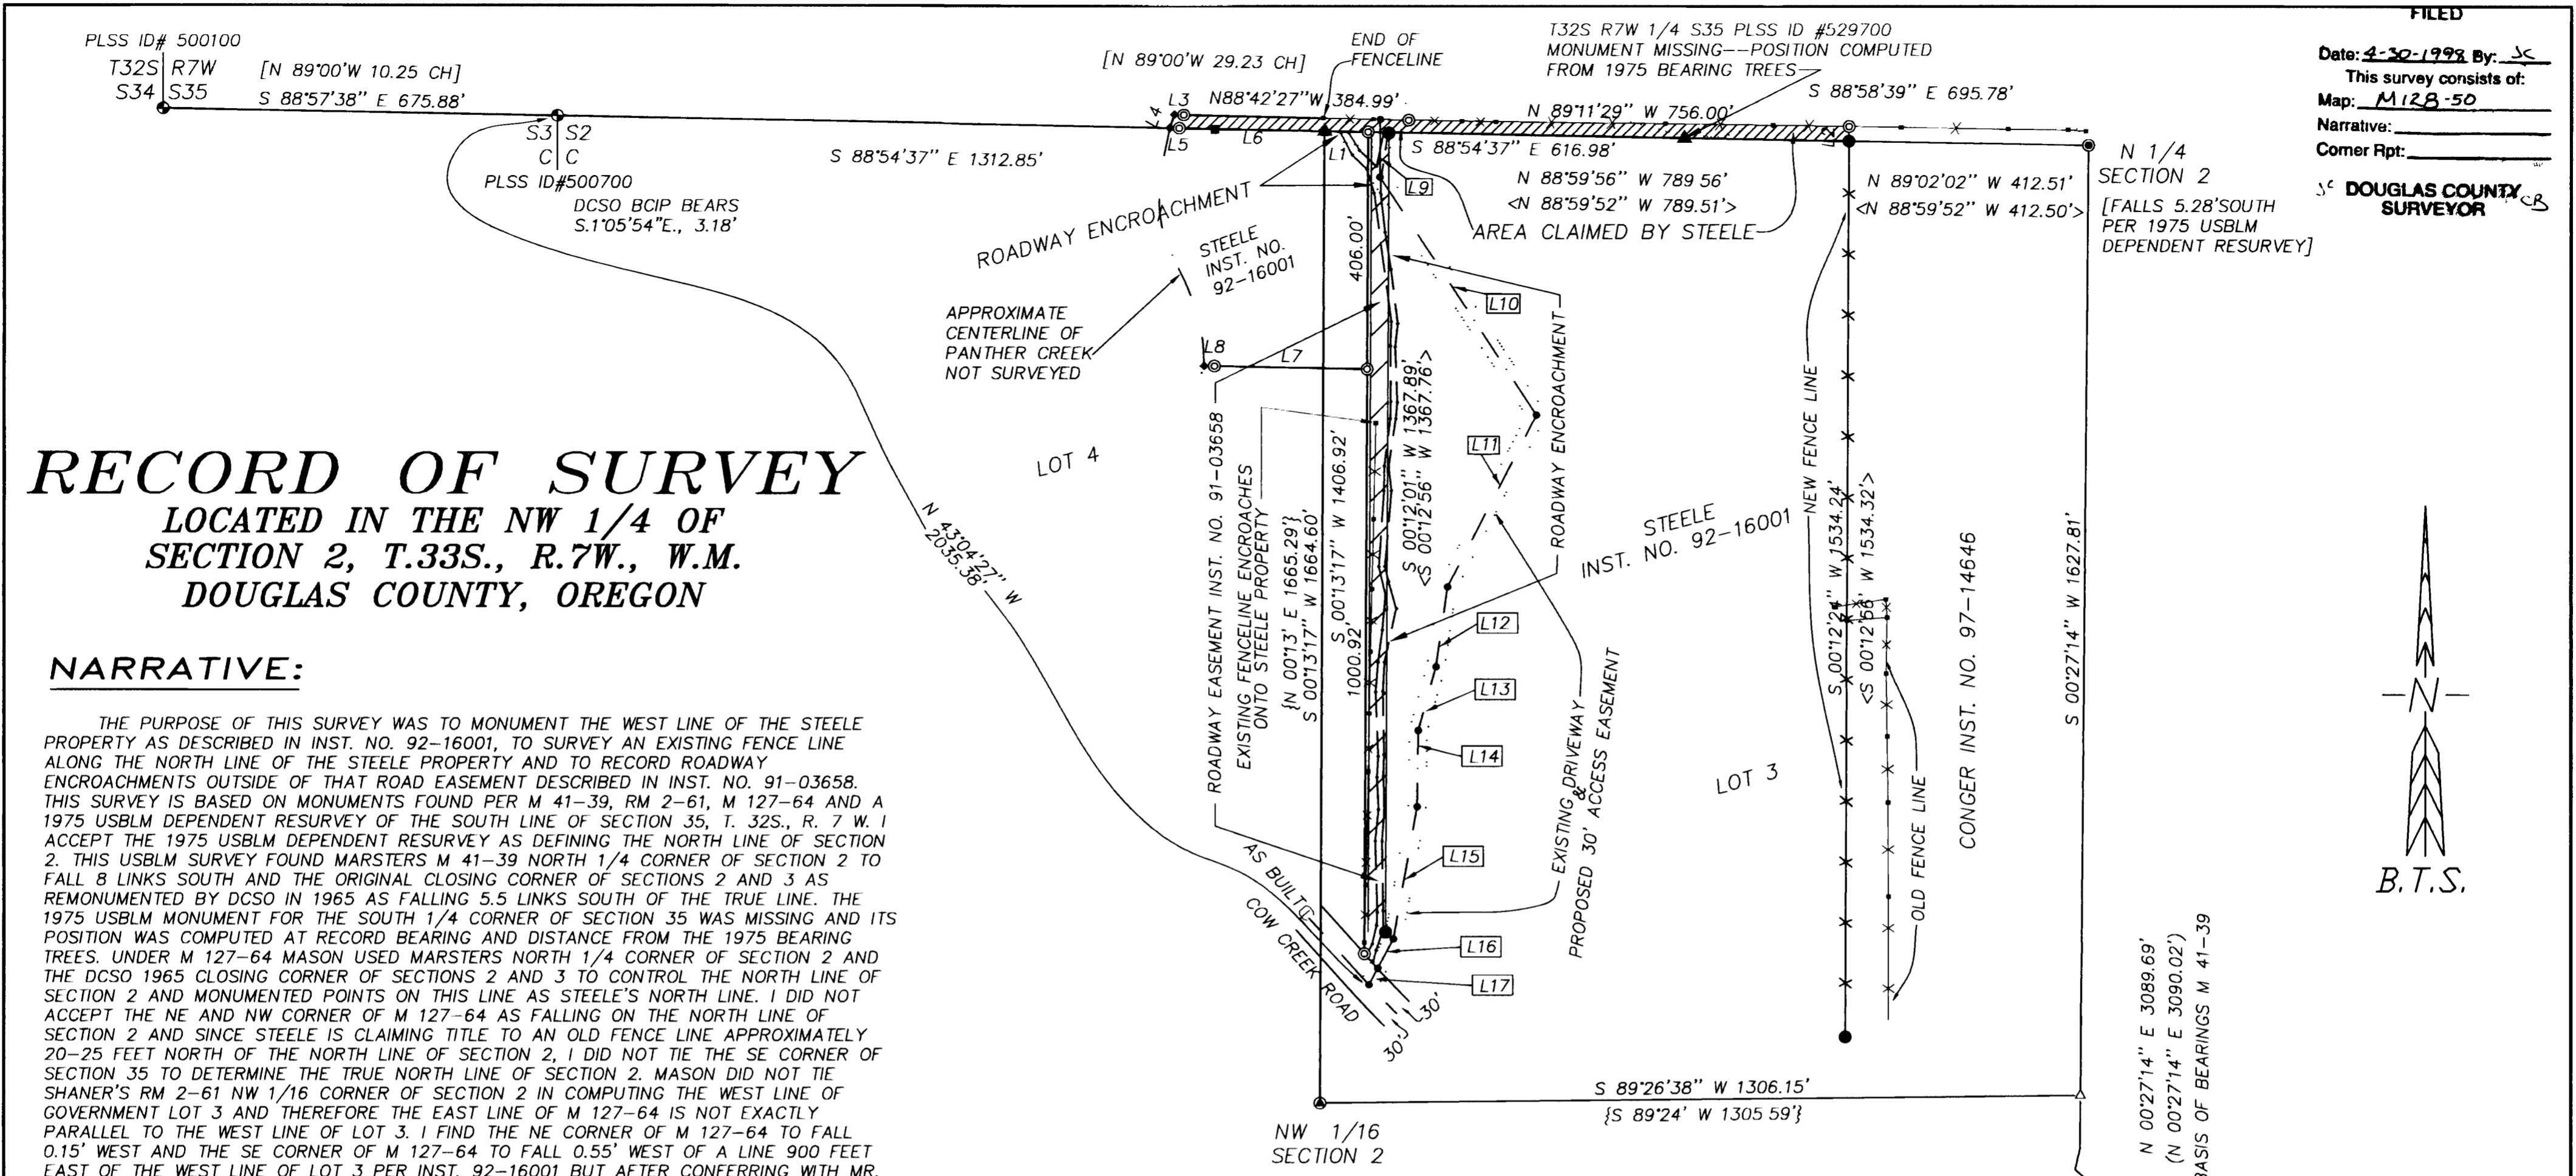 PLSS ID# 500100
T32S R7W
S34 S35
[N 89°00'W 10.25 CH]
S 88°57'38" E 675.88'
S3 S2
C C
PLSS ID#500700
DCSO BCIP BEARS
S.1°05'54"E., 3.18'
S 88°54'37" E 1312.85'
[N 89°00'W 29.23 CH]
END OF
FENCELINE
L3
N88°42'27"W 384.99'
L4
L5
L6
L1
T32S R7W 1/4 S35 PLSS ID #529700
MONUMENT MISSING--POSITION COMPUTED
FROM 1975 BEARING TREES
N 89°11'29" W 756.00'
S 88°58'39" E 695.78'
L2
S 88°54'37" E 616.98'
N 88°59'56" W 789 56'
<N 88°59'52" W 789.51'>
AREA CLAIMED BY STEELE
N 89°02'02" W 412.51'
<N 88°59'52" W 412.50'>
N 1/4
SECTION 2
[FALLS 5.28'SOUTH
PER 1975 USBLM
DEPENDENT RESURVEY]
FILED
Date: 4-30-1998 By: JC
This survey consists of:
Map: M128-50
Narrative:
Corner Rpt:
JC DOUGLAS COUNTY CB
SURVEYOR
ROADWAY ENCROACHMENT
STEELE
INST. NO.
92-16001
APPROXIMATE
CENTERLINE OF
PANTHER CREEK
NOT SURVEYED
L8
L7
L9
L10
L11
L12
L13
L14
L15
L16
L17
406.00'
LOT 4
ROADWAY EASEMENT INST. NO. 91-03658
EXISTING FENCELINE ENCROACHES
ONTO STEELE PROPERTY
{N 00°13' E 1665.29'}
S 00°13'17" W 1664.60'
S 00°13'17" W 1406.92'
1000.92'
S 00°12'01" W 1367.89'
<S 00°12'56" W 1367.76'>
ROADWAY ENCROACHMENT
STEELE
INST. NO. 92-16001
EXISTING DRIVEWAY
&
PROPOSED 30' ACCESS EASEMENT
LOT 3
NEW FENCE LINE
S 00°12'24" W 1534.24'
<S 00°12'56" W 1534.32'>
OLD FENCE LINE
CONGER INST. NO. 97-14646
S 00°27'14" W 1627.81'
N 43°04'27" W
2035.38'
AS BUILT ℄
COW CREEK ROAD
30'
30'
S 89°26'38" W 1306.15'
{S 89°24' W 1305 59'}
NW 1/16
SECTION 2
N 00°27'14" E 3089.69'
(N 00°27'14" E 3090.02')
BASIS OF BEARINGS M 41-39
N
B.T.S.
RECORD OF SURVEY
LOCATED IN THE NW 1/4 OF
SECTION 2, T.33S., R.7W., W.M.
DOUGLAS COUNTY, OREGON
NARRATIVE:
THE PURPOSE OF THIS SURVEY WAS TO MONUMENT THE WEST LINE OF THE STEELE
PROPERTY AS DESCRIBED IN INST. NO. 92-16001, TO SURVEY AN EXISTING FENCE LINE
ALONG THE NORTH LINE OF THE STEELE PROPERTY AND TO RECORD ROADWAY
ENCROACHMENTS OUTSIDE OF THAT ROAD EASEMENT DESCRIBED IN INST. NO. 91-03658.
THIS SURVEY IS BASED ON MONUMENTS FOUND PER M 41-39, RM 2-61, M 127-64 AND A
1975 USBLM DEPENDENT RESURVEY OF THE SOUTH LINE OF SECTION 35, T. 32S., R. 7 W. I
ACCEPT THE 1975 USBLM DEPENDENT RESURVEY AS DEFINING THE NORTH LINE OF SECTION
2. THIS USBLM SURVEY FOUND MARSTERS M 41-39 NORTH 1/4 CORNER OF SECTION 2 TO
FALL 8 LINKS SOUTH AND THE ORIGINAL CLOSING CORNER OF SECTIONS 2 AND 3 AS
REMONUMENTED BY DCSO IN 1965 AS FALLING 5.5 LINKS SOUTH OF THE TRUE LINE. THE
1975 USBLM MONUMENT FOR THE SOUTH 1/4 CORNER OF SECTION 35 WAS MISSING AND ITS
POSITION WAS COMPUTED AT RECORD BEARING AND DISTANCE FROM THE 1975 BEARING
TREES. UNDER M 127-64 MASON USED MARSTERS NORTH 1/4 CORNER OF SECTION 2 AND
THE DCSO 1965 CLOSING CORNER OF SECTIONS 2 AND 3 TO CONTROL THE NORTH LINE OF
SECTION 2 AND MONUMENTED POINTS ON THIS LINE AS STEELE'S NORTH LINE. I DID NOT
ACCEPT THE NE AND NW CORNER OF M 127-64 AS FALLING ON THE NORTH LINE OF
SECTION 2 AND SINCE STEELE IS CLAIMING TITLE TO AN OLD FENCE LINE APPROXIMATELY
20-25 FEET NORTH OF THE NORTH LINE OF SECTION 2, I DID NOT TIE THE SE CORNER OF
SECTION 35 TO DETERMINE THE TRUE NORTH LINE OF SECTION 2. MASON DID NOT TIE
SHANER'S RM 2-61 NW 1/16 CORNER OF SECTION 2 IN COMPUTING THE WEST LINE OF
GOVERNMENT LOT 3 AND THEREFORE THE EAST LINE OF M 127-64 IS NOT EXACTLY
PARALLEL TO THE WEST LINE OF LOT 3. I FIND THE NE CORNER OF M 127-64 TO FALL
0.15' WEST AND THE SE CORNER OF M 127-64 TO FALL 0.55' WEST OF A LINE 900 FEET
EAST OF THE WEST LINE OF LOT 3 PER INST. 92-16001 BUT AFTER CONFERRING WITH MR.